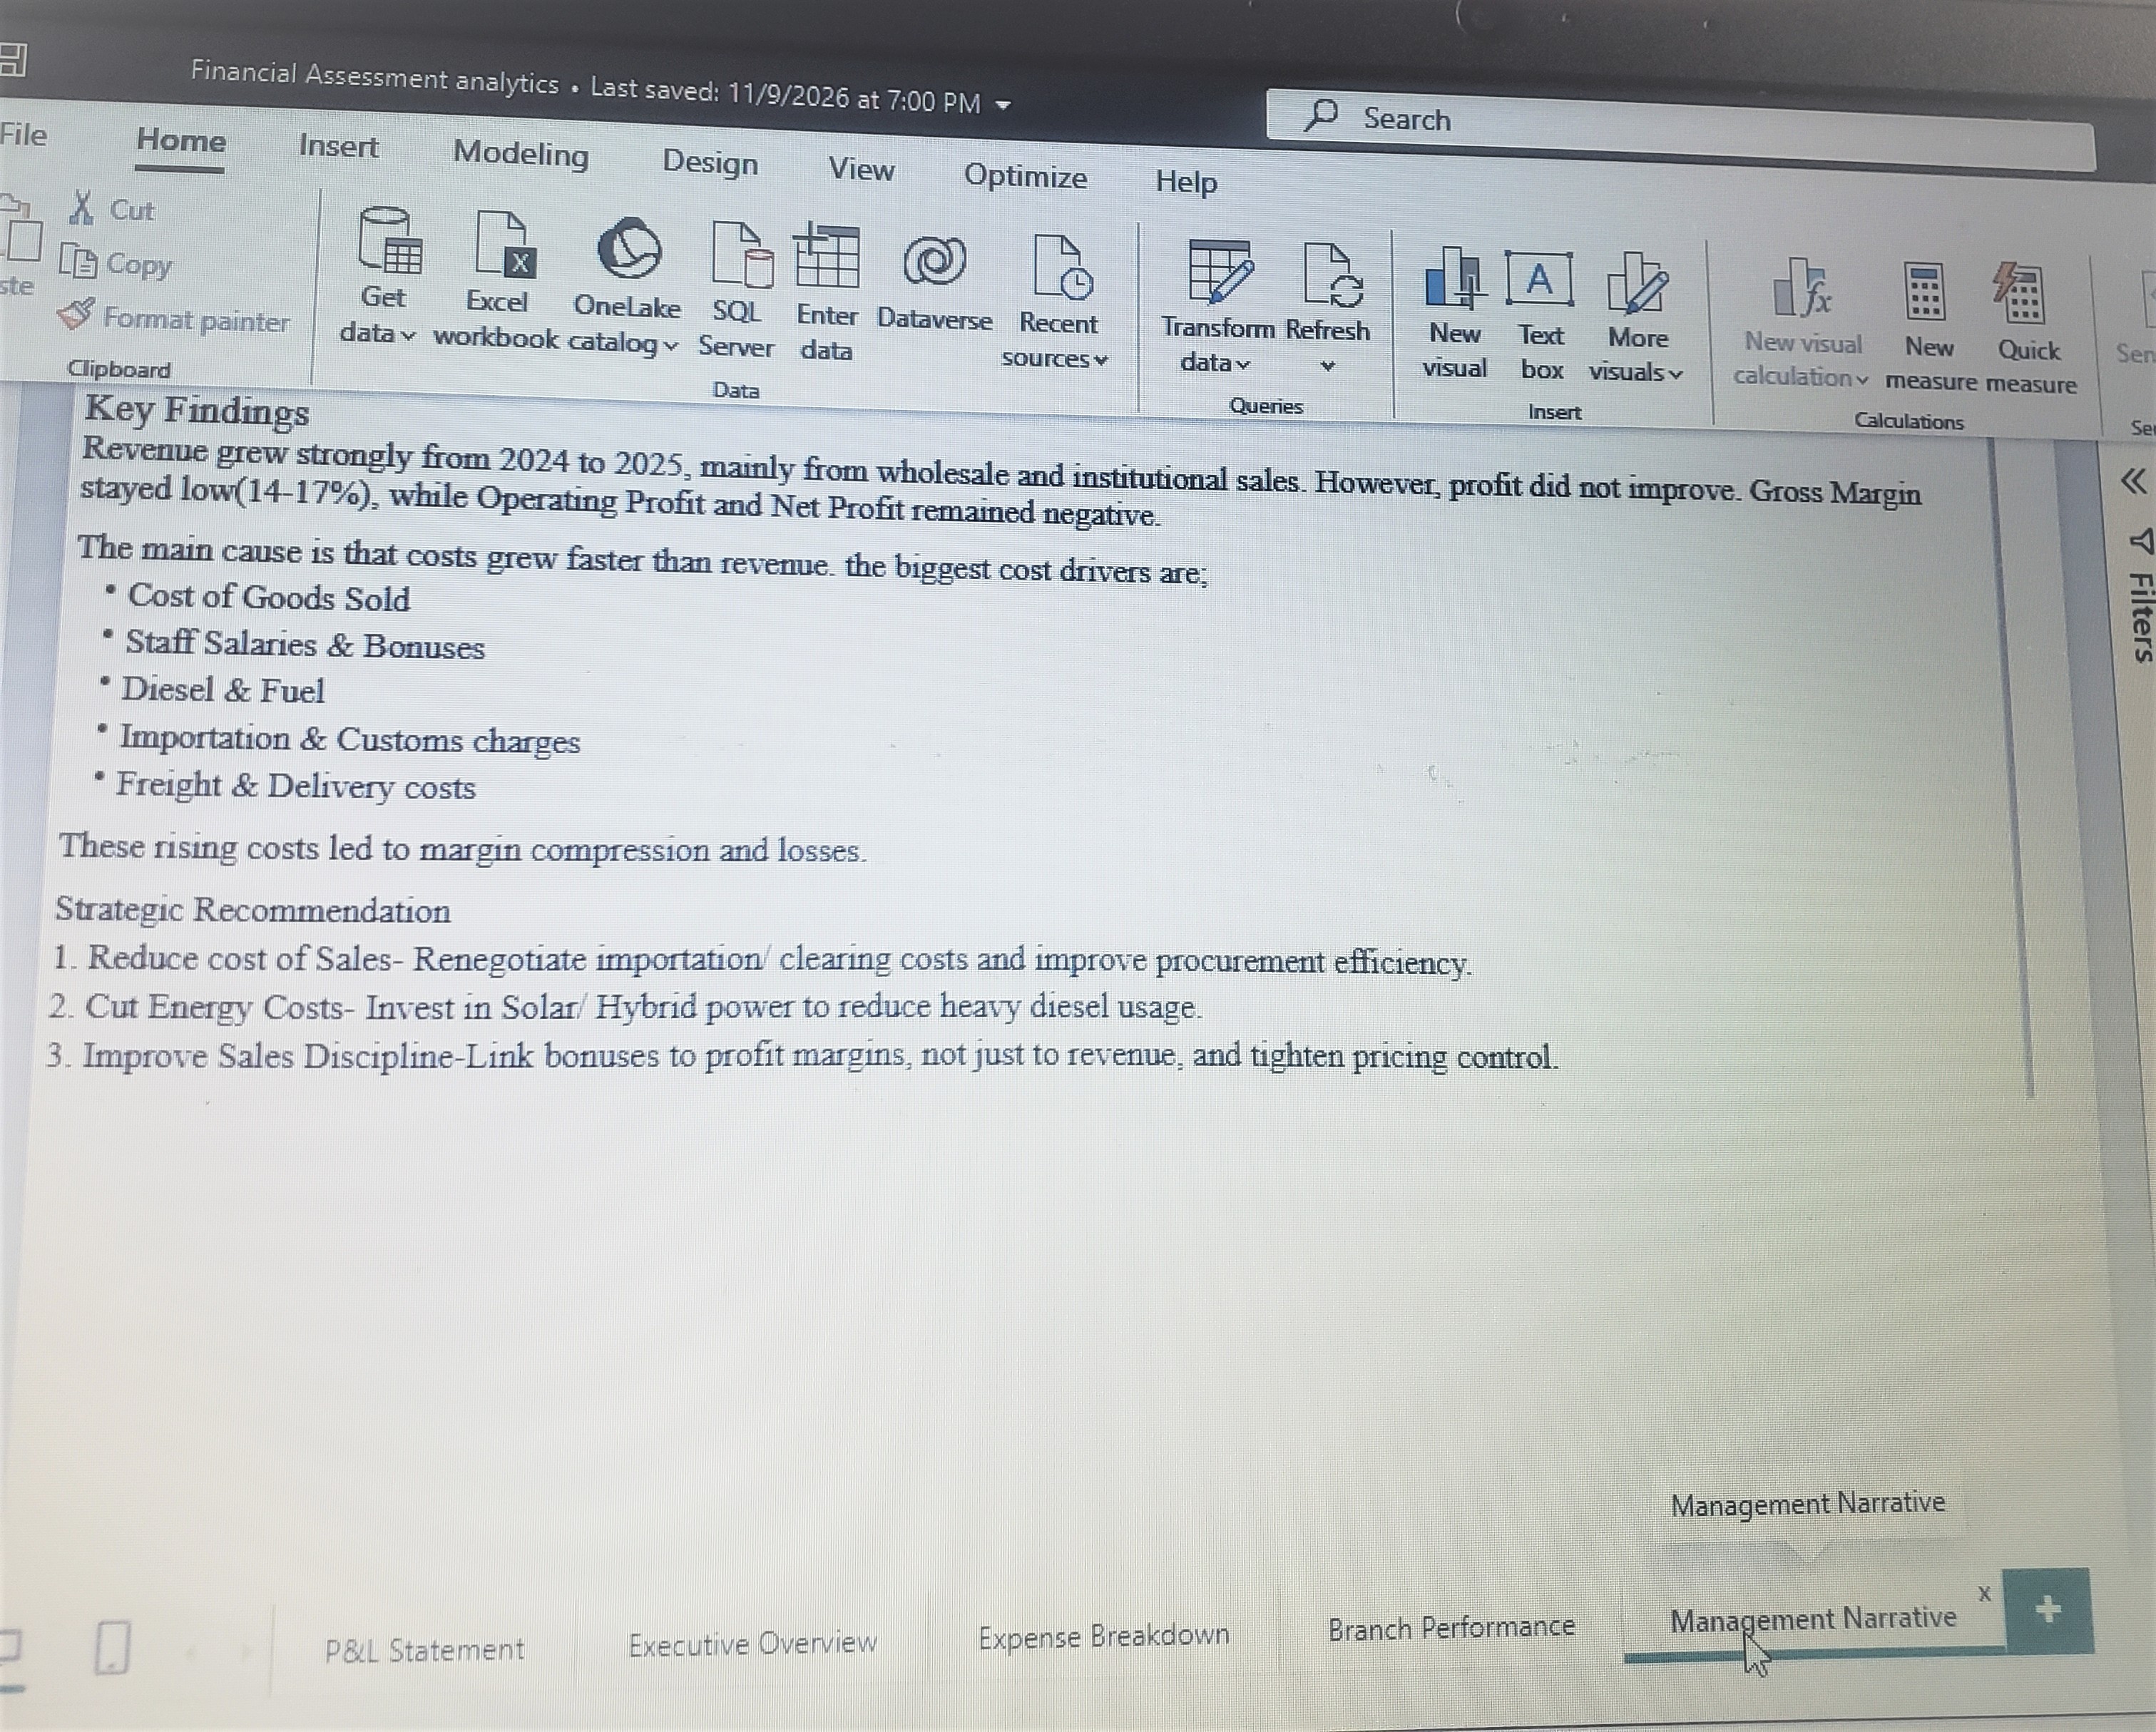 Financial Assessment analytics • Last saved: 11/9/2026 at 7:00 PM
Search
File Home Insert Modeling Design View Optimize Help
Cut
Copy
Format painter
Clipboard
Get data
Excel workbook
OneLake catalog
SQL Server
Enter data
Dataverse
Recent sources
Data
Transform data
Refresh
Queries
New visual
Text box
More visuals
Insert
New visual calculation
New measure
Quick measure
Calculations
Key Findings
Revenue grew strongly from 2024 to 2025, mainly from wholesale and institutional sales. However, profit did not improve. Gross Margin
stayed low(14-17%), while Operating Profit and Net Profit remained negative.
The main cause is that costs grew faster than revenue. the biggest cost drivers are;
• Cost of Goods Sold
• Staff Salaries & Bonuses
• Diesel & Fuel
• Importation & Customs charges
• Freight & Delivery costs
These rising costs led to margin compression and losses.
Strategic Recommendation
1. Reduce cost of Sales- Renegotiate importation/ clearing costs and improve procurement efficiency.
2. Cut Energy Costs- Invest in Solar/ Hybrid power to reduce heavy diesel usage.
3. Improve Sales Discipline-Link bonuses to profit margins, not just to revenue, and tighten pricing control.
Filters
Management Narrative
P&L Statement
Executive Overview
Expense Breakdown
Branch Performance
Management Narrative
x
+